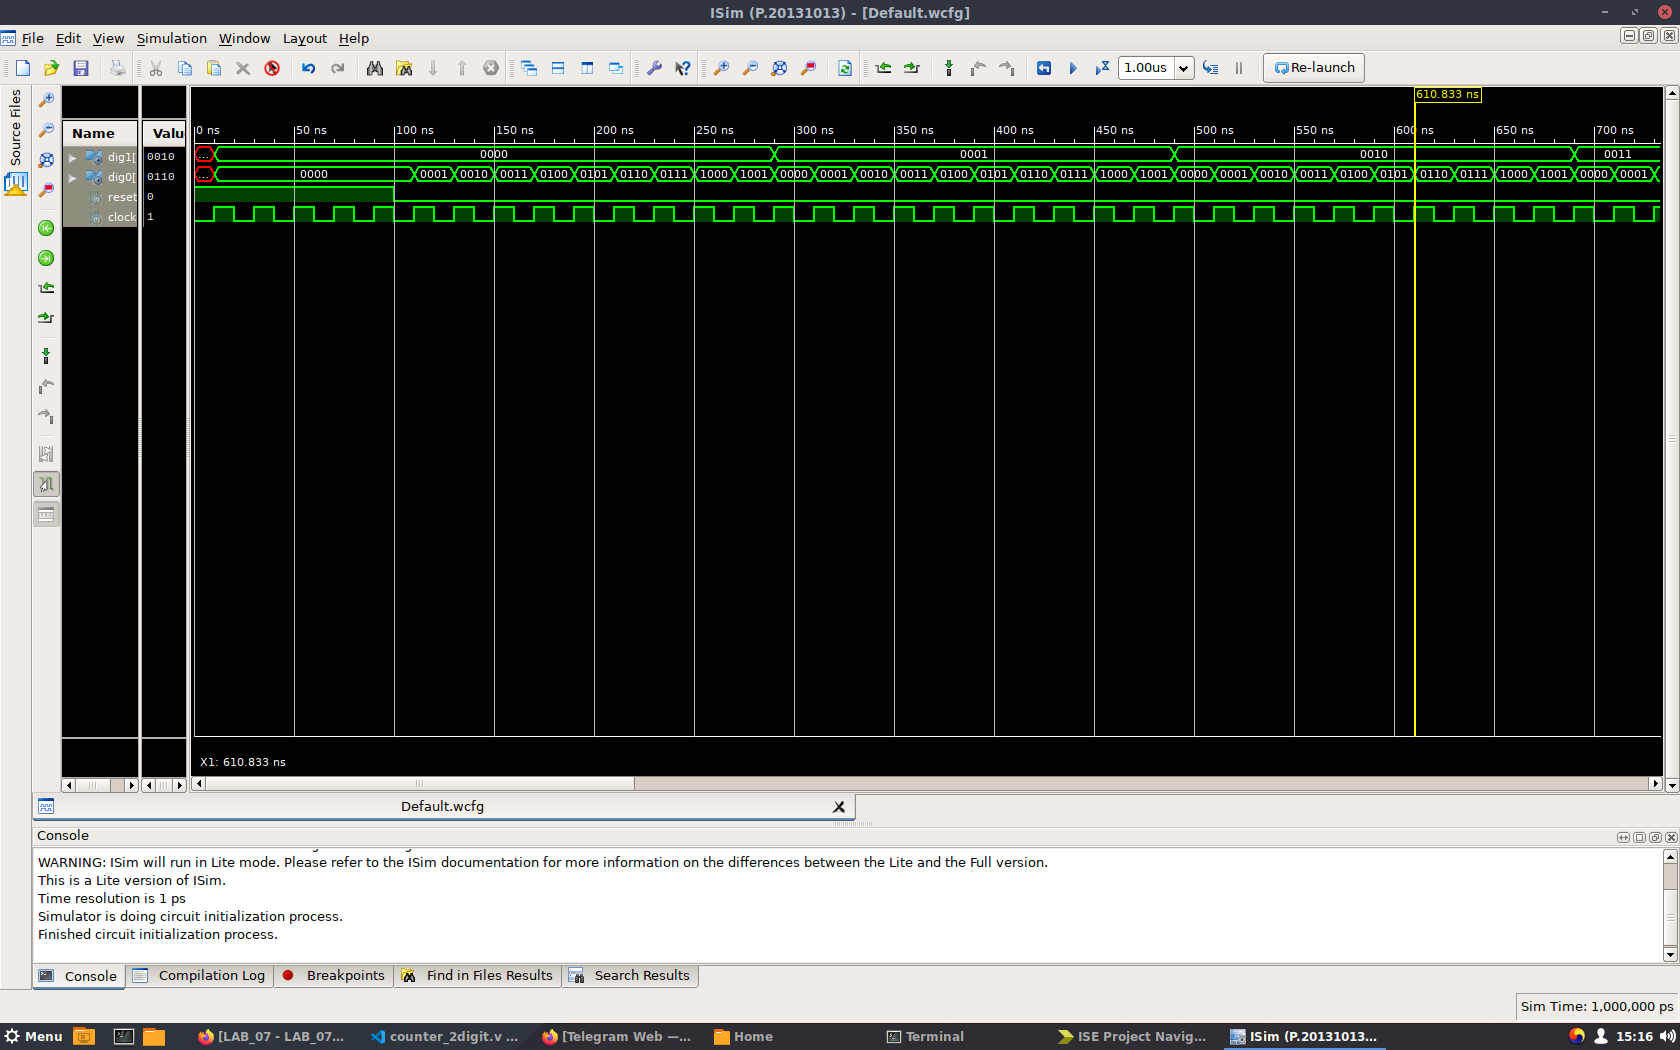 ISim (P.20131013) - [Default.wcfg]
File Edit View Simulation Window Layout Help
1.00us Re-launch
Source Files
610.833 ns
Name Valu
0 ns 50 ns 100 ns 150 ns 200 ns 250 ns 300 ns 350 ns 400 ns 450 ns 500 ns 550 ns 600 ns 650 ns 700 ns
dig1[ 0010 ... 0000 0001 0010 0011
dig0[ 0110 ... 0000 0001 0010 0011 0100 0101 0110 0111 1000 1001 0000 0001 0010 0011 0100 0101 0110 0111 1000 1001 0000 0001 0010 0011 0100 0101 0110 0111 1000 1001 0000 0001
reset 0
clock 1
X1: 610.833 ns
Default.wcfg
Console
WARNING: ISim will run in Lite mode. Please refer to the ISim documentation for more information on the differences between the Lite and the Full version.
This is a Lite version of ISim.
Time resolution is 1 ps
Simulator is doing circuit initialization process.
Finished circuit initialization process.
Console Compilation Log Breakpoints Find in Files Results Search Results
Sim Time: 1,000,000 ps
Menu [LAB_07 - LAB_07... counter_2digit.v ... [Telegram Web —... Home Terminal ISE Project Navig... ISim (P.20131013... 15:16